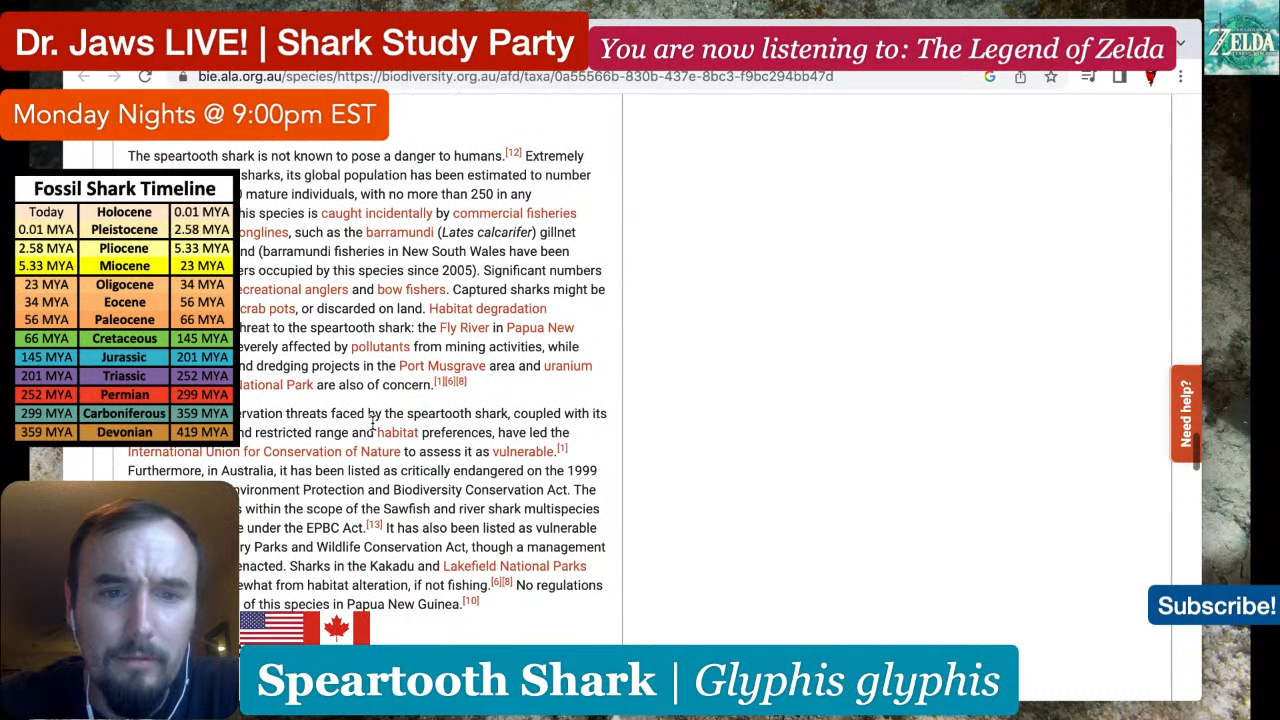 Dr. Jaws LIVE! | Shark Study Party
You are now listening to: The Legend of Zelda
ZELDA
bie.ala.org.au/species/https://biodiversity.org.au/afd/taxa/0a55566b-830b-437e-8bc3-f9bc294bb47d
Monday Nights @ 9:00pm EST
Fossil Shark Timeline
Today Holocene 0.01 MYA
0.01 MYA Pleistocene 2.58 MYA
2.58 MYA Pliocene 5.33 MYA
5.33 MYA Miocene 23 MYA
23 MYA Oligocene 34 MYA
34 MYA Eocene 56 MYA
56 MYA Paleocene 66 MYA
66 MYA Cretaceous 145 MYA
145 MYA Jurassic 201 MYA
201 MYA Triassic 252 MYA
252 MYA Permian 299 MYA
299 MYA Carboniferous 359 MYA
359 MYA Devonian 419 MYA
The speartooth shark is not known to pose a danger to humans.[12] Extremely
sharks, its global population has been estimated to number
mature individuals, with no more than 250 in any
his species is caught incidentally by commercial fisheries
onglines, such as the barramundi (Lates calcarifer) gillnet
nd (barramundi fisheries in New South Wales have been
ers occupied by this species since 2005). Significant numbers
ecreational anglers and bow fishers. Captured sharks might be
crab pots, or discarded on land. Habitat degradation
hreat to the speartooth shark: the Fly River in Papua New
everely affected by pollutants from mining activities, while
nd dredging projects in the Port Musgrave area and uranium
National Park are also of concern.[1][6][8]
ervation threats faced by the speartooth shark, coupled with its
nd restricted range and habitat preferences, have led the
International Union for Conservation of Nature to assess it as vulnerable.[1]
Furthermore, in Australia, it has been listed as critically endangered on the 1999
nvironment Protection and Biodiversity Conservation Act. The
s within the scope of the Sawfish and river shark multispecies
e under the EPBC Act.[13] It has also been listed as vulnerable
ry Parks and Wildlife Conservation Act, though a management
enacted. Sharks in the Kakadu and Lakefield National Parks
ewhat from habitat alteration, if not fishing.[6][8] No regulations
of this species in Papua New Guinea.[10]
Need help?
Subscribe!
Speartooth Shark | Glyphis glyphis